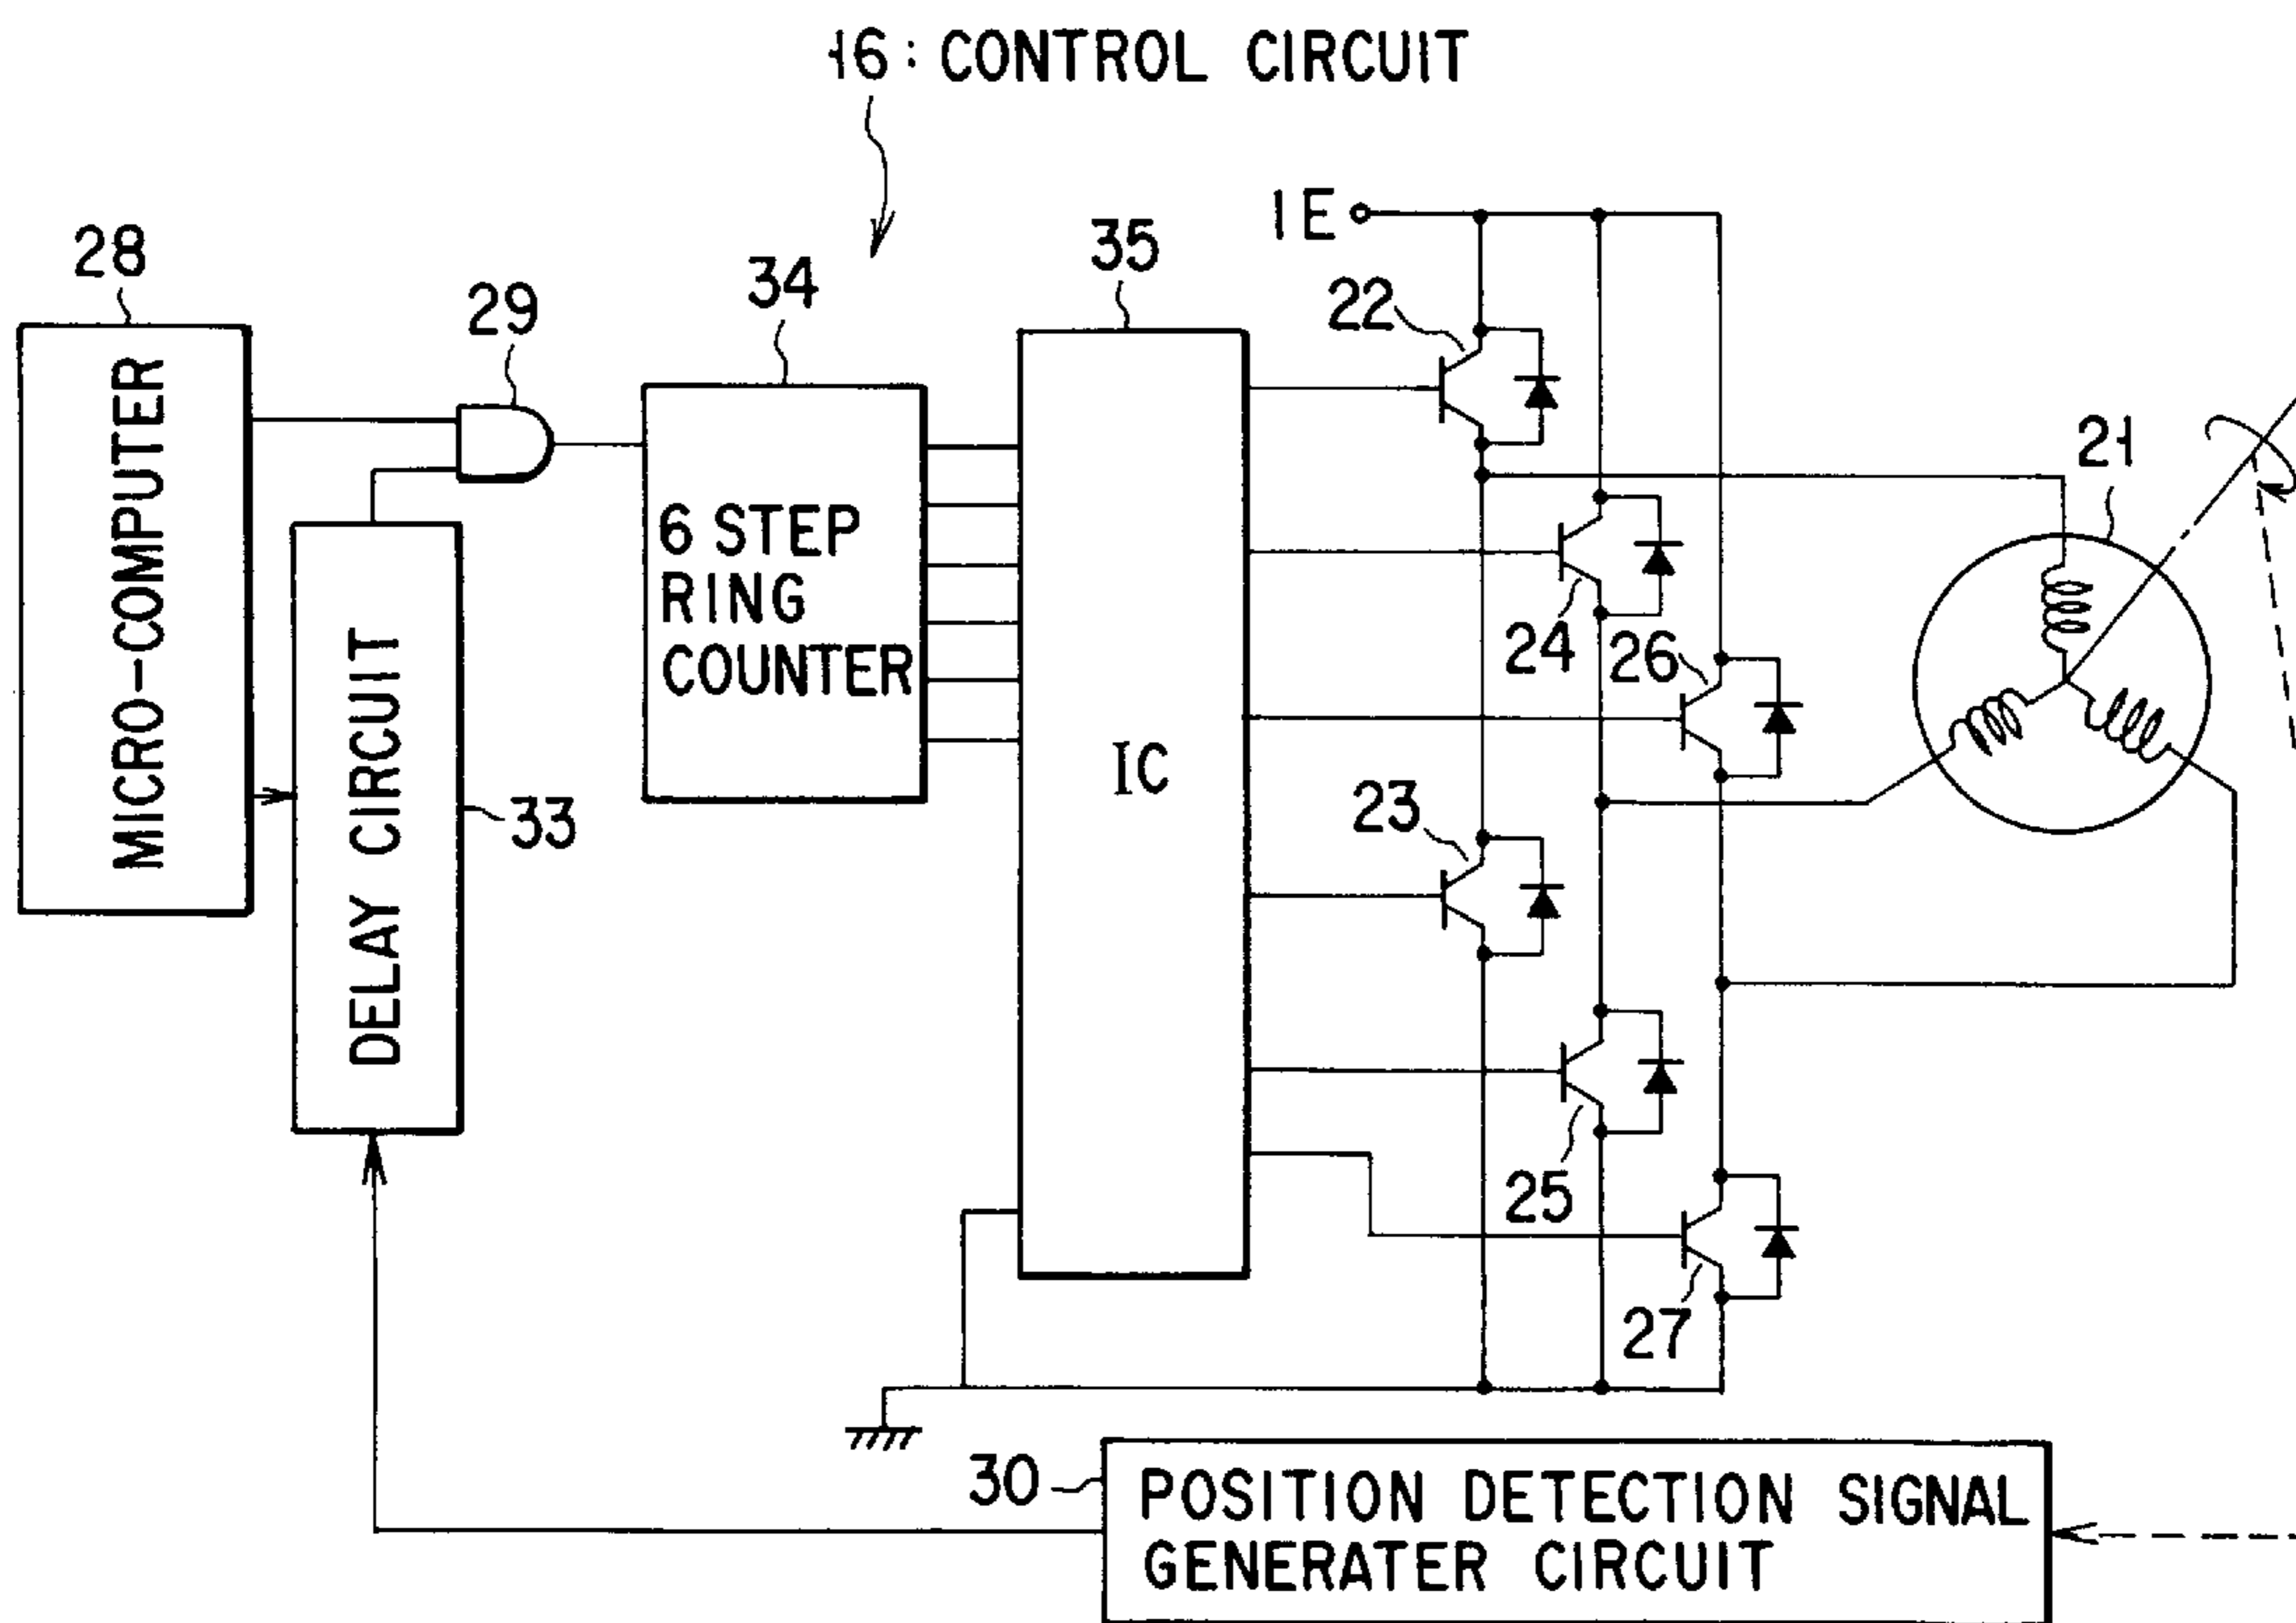 16: CONTROL CIRCUIT
1E
28
35
34
22
29
21
MICRO-COMPUTER
6 STEP
RING
COUNTER
24
26
DELAY CIRCUIT
IC
33
23
25
27
30
POSITION DETECTION SIGNAL
GENERATER CIRCUIT